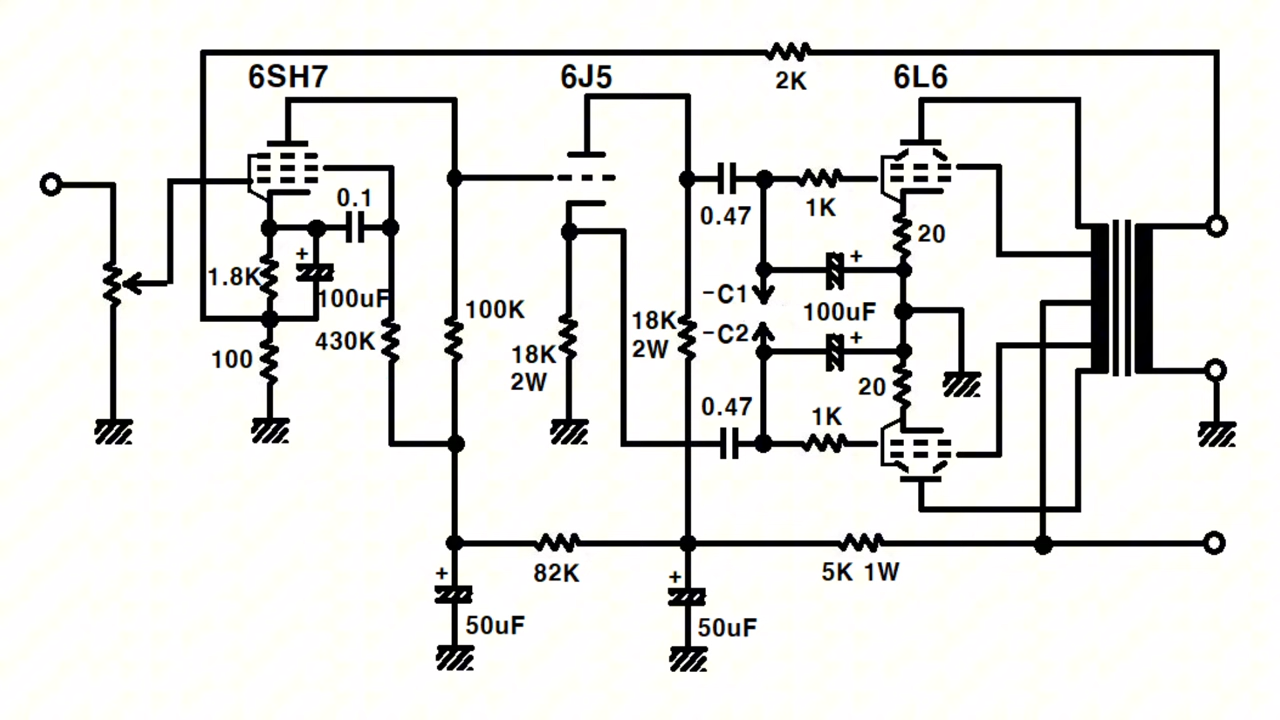 2K
6SH7
6J5
6L6
0.1
+
1.8K
100uF
430K
100
100K
18K
2W
18K
2W
0.47
1K
20
+
-C1
100uF
-C2
+
20
0.47
1K
82K
5K 1W
+
50uF
+
50uF